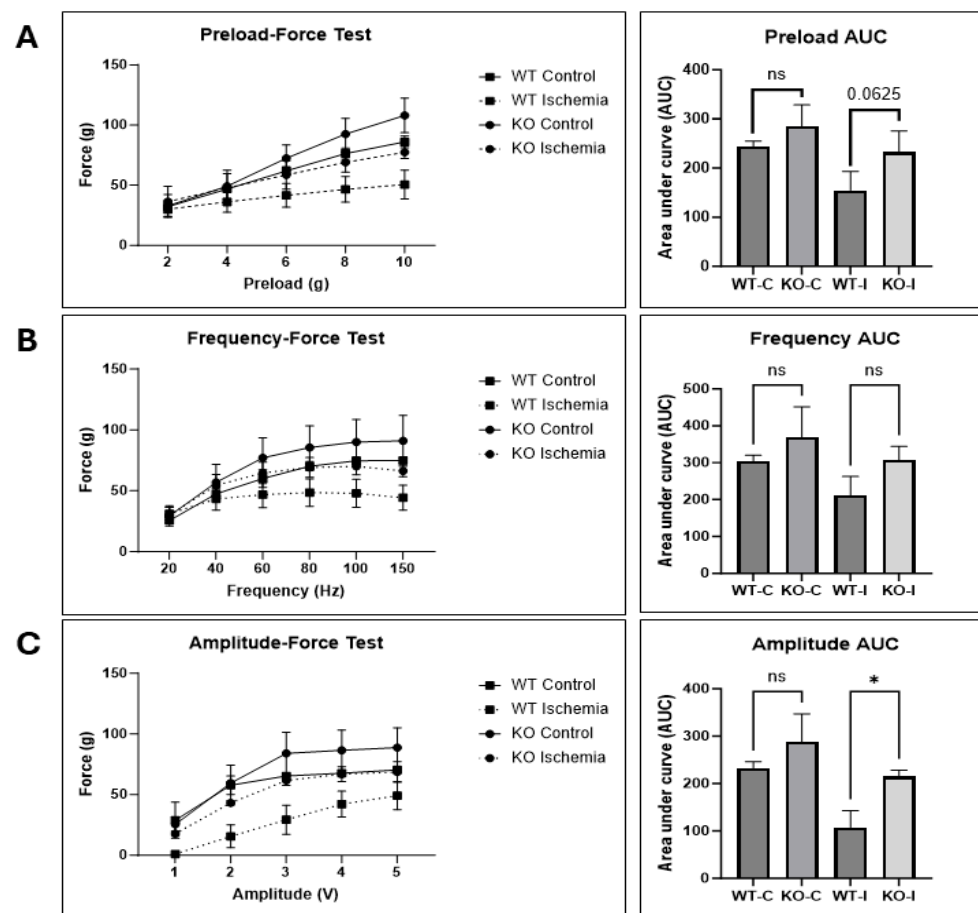 A
Preload-Force Test
150
100
50
0
Force (g)
2 4 6 8 10
Preload (g)
WT Control
WT Ischemia
KO Control
KO Ischemia
Preload AUC
400
300
200
100
0
Area under curve (AUC)
ns
0.0625
WT-C KO-C WT-I KO-I
B
Frequency-Force Test
150
100
50
0
Force (g)
20 40 60 80 100 150
Frequency (Hz)
WT Control
WT Ischemia
KO Control
KO Ischemia
Frequency AUC
500
400
300
200
100
0
Area under curve (AUC)
ns
ns
WT-C KO-C WT-I KO-I
C
Amplitude-Force Test
150
100
50
0
Force (g)
1 2 3 4 5
Amplitude (V)
WT Control
WT Ischemia
KO Control
KO Ischemia
Amplitude AUC
400
300
200
100
0
Area under curve (AUC)
ns
*
WT-C KO-C WT-I KO-I